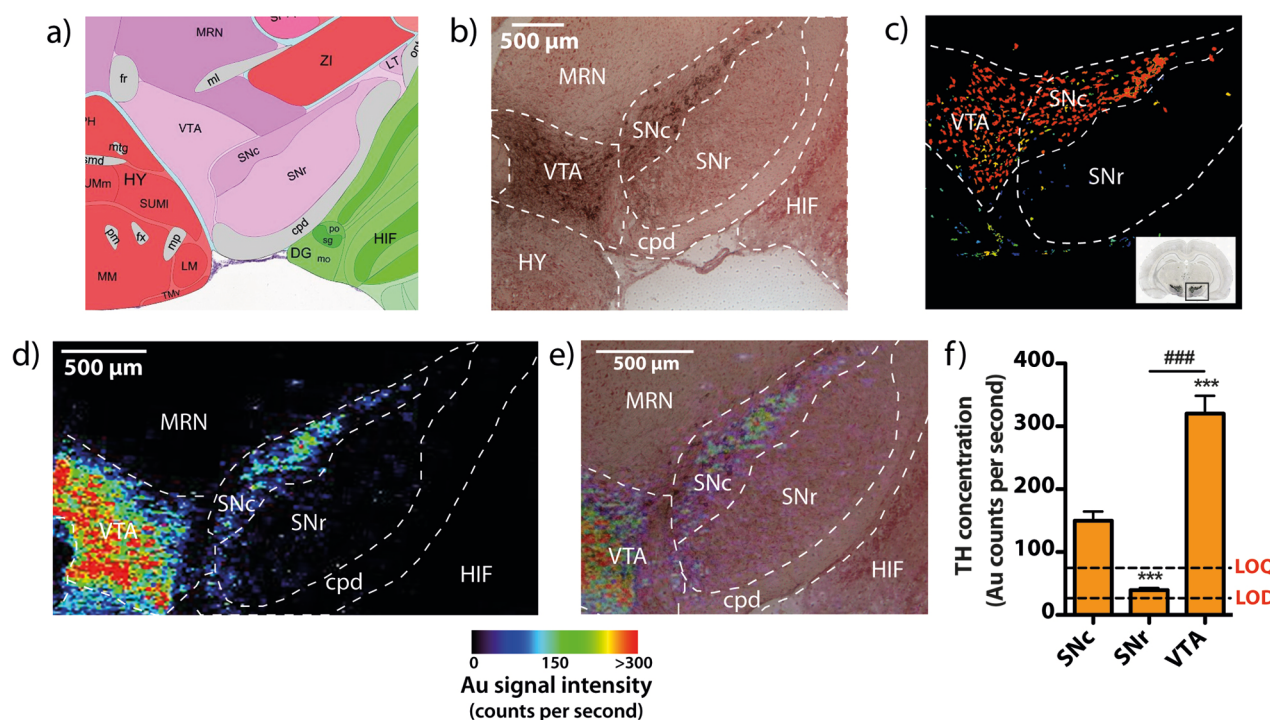 a)
MRN
ZI
fr
ml
LT
VTA
SNc
SNr
mtg
smd
HY
SUMl
pm
fx
mp
MM
LM
TMv
cpd
DG
po
sg
mo
HIF
b)
500 µm
MRN
SNc
VTA
SNr
HIF
cpd
HY
c)
SNc
VTA
SNr
d)
500 µm
MRN
SNc
VTA
SNr
cpd
HIF
0
150
>300
Au signal intensity
(counts per second)
e)
500 µm
MRN
SNc
SNr
VTA
HIF
cpd
f)
TH concentration
(Au counts per second)
400
300
200
100
0
###
***
***
LOQ
LOD
SNc
SNr
VTA